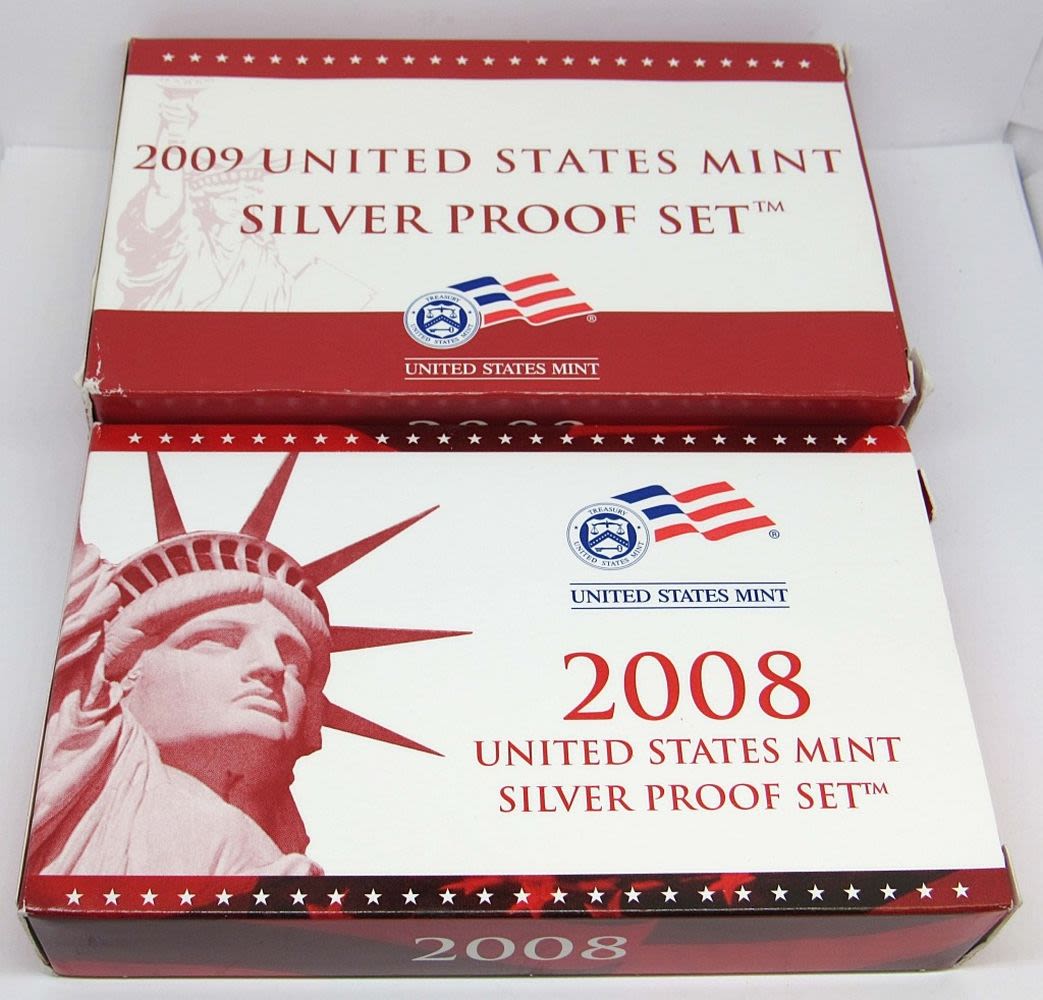 2009 UNITED STATES MINT
SILVER PROOF SET™
TREASURY
UNITED STATES MINT
®
UNITED STATES MINT
TREASURY
UNITED STATES MINT
®
UNITED STATES MINT
2008
UNITED STATES MINT
SILVER PROOF SET™
2008